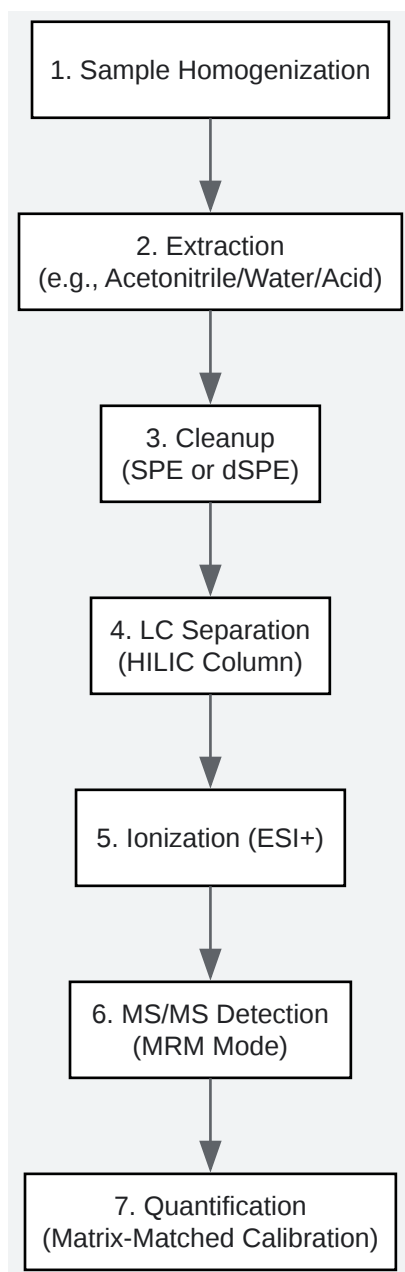 1. Sample Homogenization
2. Extraction
(e.g., Acetonitrile/Water/Acid)
3. Cleanup
(SPE or dSPE)
4. LC Separation
(HILIC Column)
5. Ionization (ESI+)
6. MS/MS Detection
(MRM Mode)
7. Quantification
(Matrix-Matched Calibration)